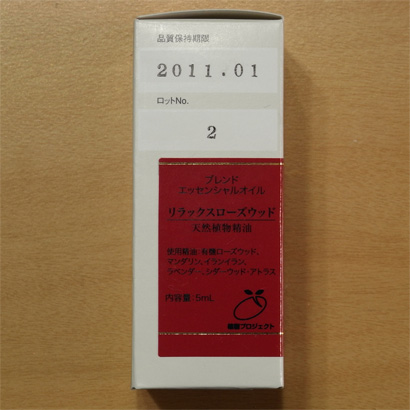 品質保持期限
2011.01
ロットNo.
2
ブレンド
エッセンシャルオイル
リラックスローズウッド
天然植物精油
使用精油:有機ローズウッド、
マンダリン、イランイラン、
ラベンダー、シダーウッド・アトラス
内容量:5mL
健草プロジェクト